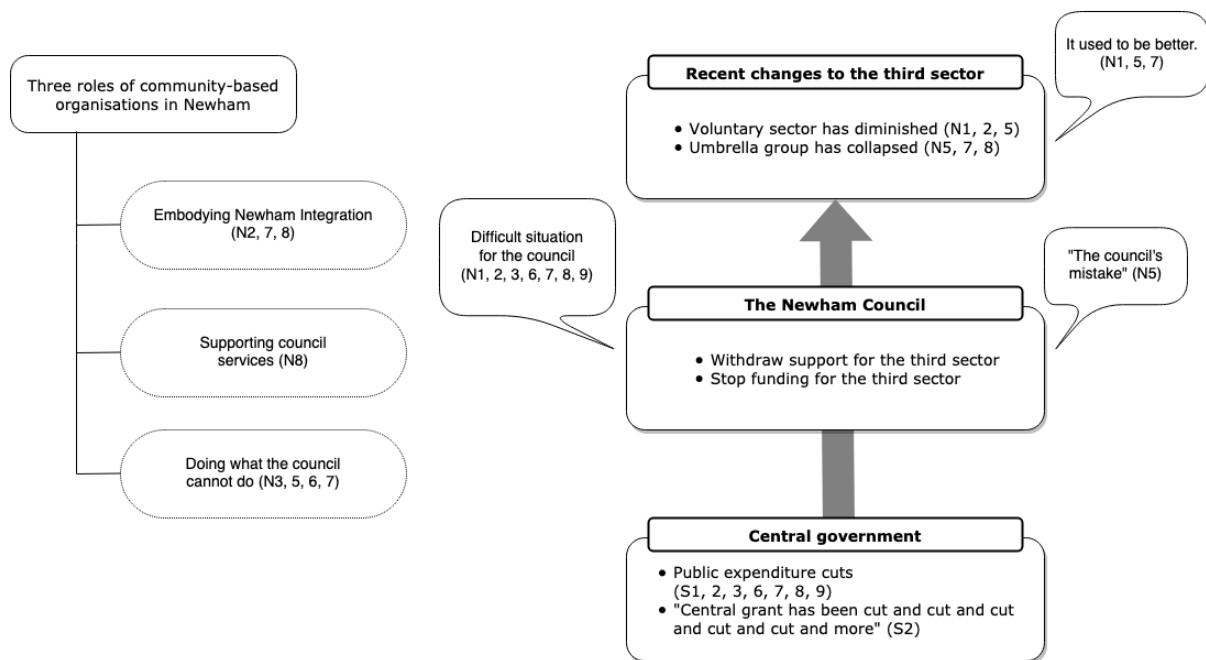 Three roles of community-based
organisations in Newham
Embodying Newham Integration
(N2, 7, 8)
Supporting council
services (N8)
Doing what the council
cannot do (N3, 5, 6, 7)
It used to be better.
(N1, 5, 7)
Recent changes to the third sector
• Voluntary sector has diminished (N1, 2, 5)
• Umbrella group has collapsed (N5, 7, 8)
Difficult situation
for the council
(N1, 2, 3, 6, 7, 8, 9)
"The council's
mistake" (N5)
The Newham Council
• Withdraw support for the third sector
• Stop funding for the third sector
Central government
• Public expenditure cuts
(S1, 2, 3, 6, 7, 8, 9)
• "Central grant has been cut and cut and cut
and cut and cut and more" (S2)